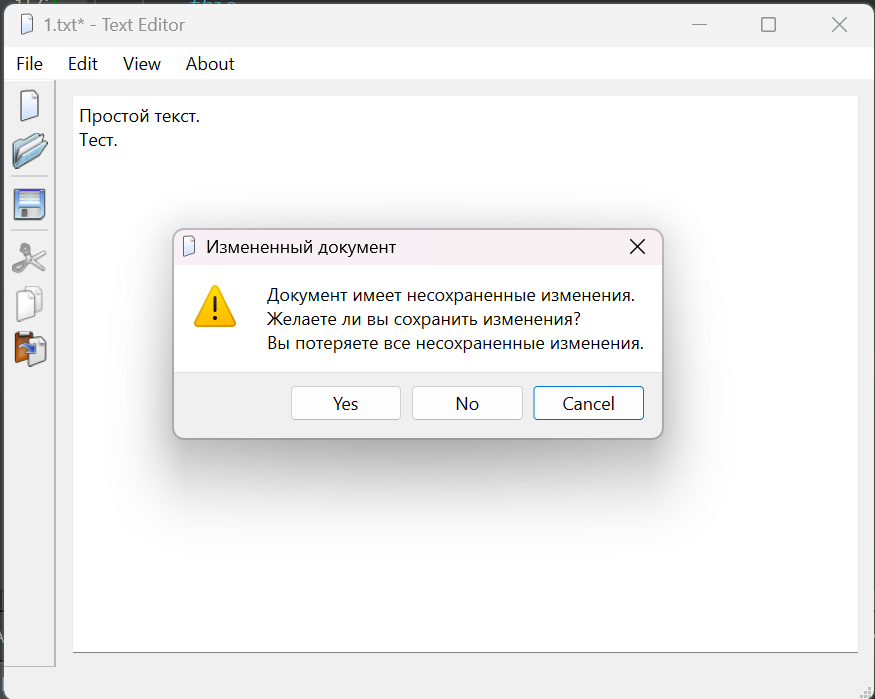 1.txt* - Text Editor
File Edit View About
Простой текст.
Тест.
Измененный документ
Документ имеет несохраненные изменения.
Желаете ли вы сохранить изменения?
Вы потеряете все несохраненные изменения.
Yes No Cancel